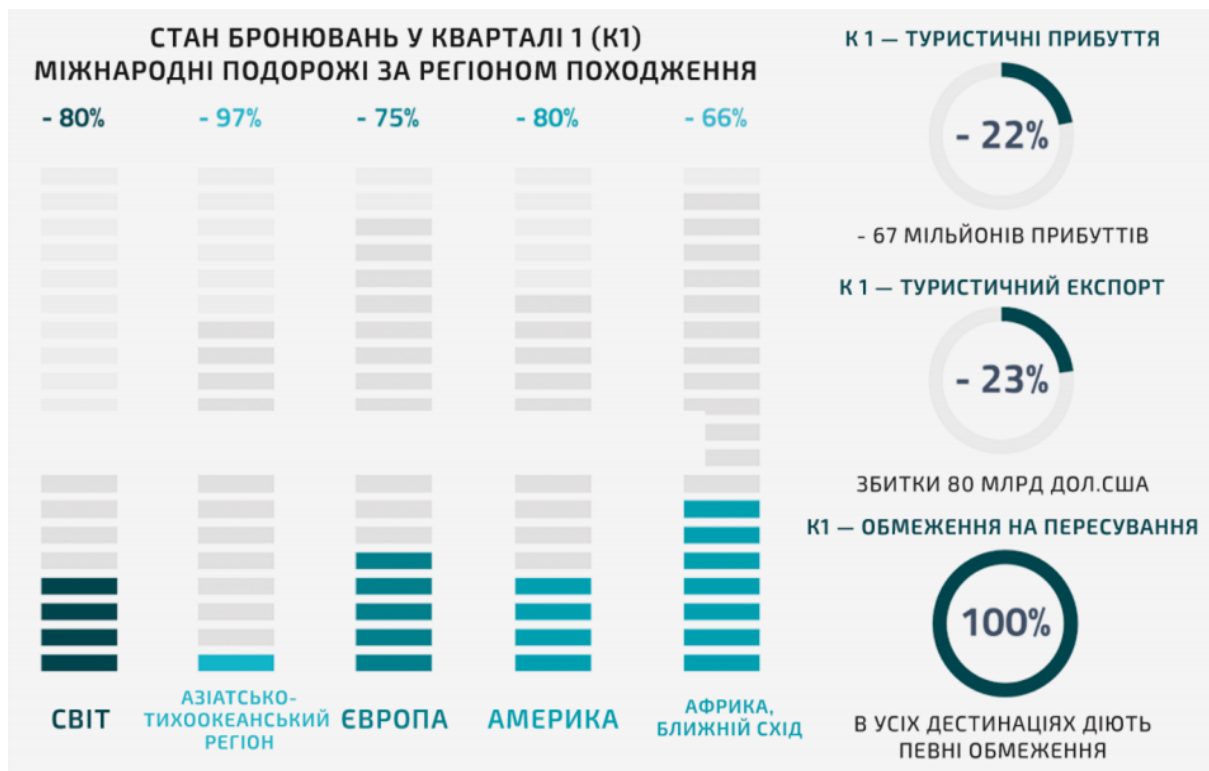 СТАН БРОНЮВАНЬ У КВАРТАЛІ 1 (К1)
МІЖНАРОДНІ ПОДОРОЖІ ЗА РЕГІОНОМ ПОХОДЖЕННЯ
- 80%
- 97%
- 75%
- 80%
- 66%
СВІТ
АЗІАТСЬКО-
ТИХООКЕАНСЬКИЙ
РЕГІОН
ЄВРОПА
АМЕРИКА
АФРИКА,
БЛИЖНІЙ СХІД
К 1 — ТУРИСТИЧНІ ПРИБУТТЯ
- 22%
- 67 МІЛЬЙОНІВ ПРИБУТТІВ
К 1 — ТУРИСТИЧНИЙ ЕКСПОРТ
- 23%
ЗБИТКИ 80 МЛРД ДОЛ.США
К1 — ОБМЕЖЕННЯ НА ПЕРЕСУВАННЯ
100%
В УСІХ ДЕСТИНАЦІЯХ ДІЮТЬ
ПЕВНІ ОБМЕЖЕННЯ